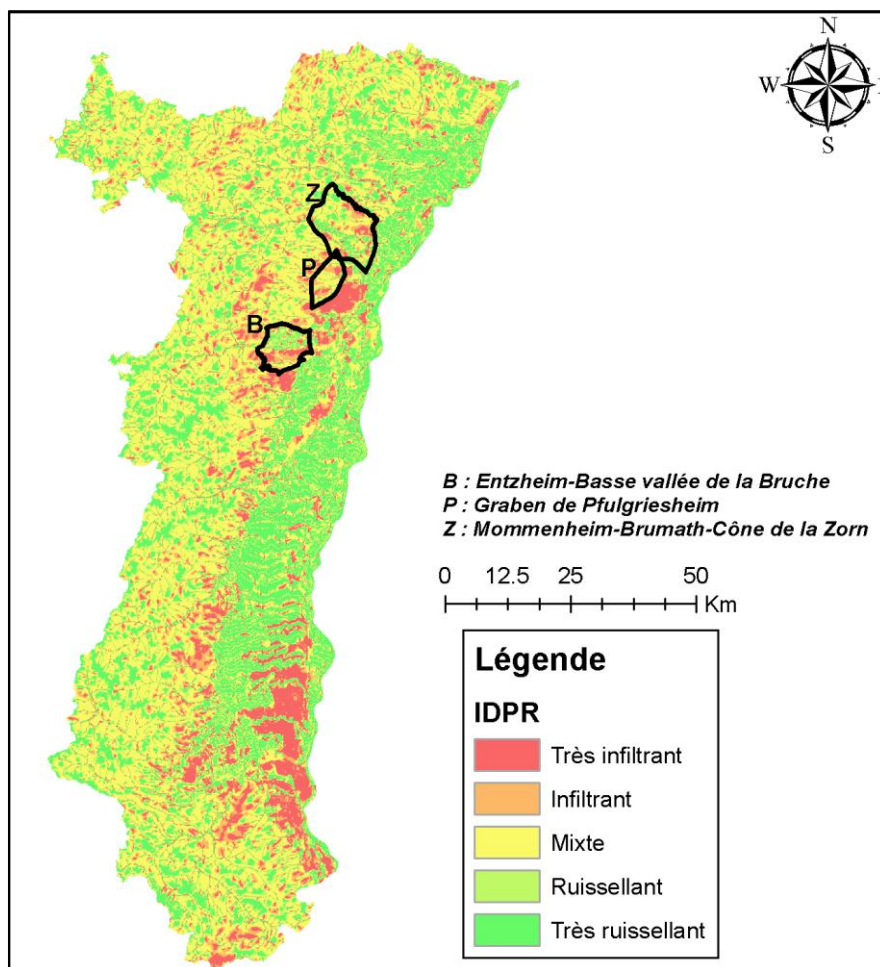 N
W
S
Z
P
B
B : Entzheim-Basse vallée de la Bruche
P : Graben de Pfulgriesheim
Z : Mommenheim-Brumath-Cône de la Zorn
0 12.5 25 50
Km
Légende
IDPR
Très infiltrant
Infiltrant
Mixte
Ruissellant
Très ruissellant